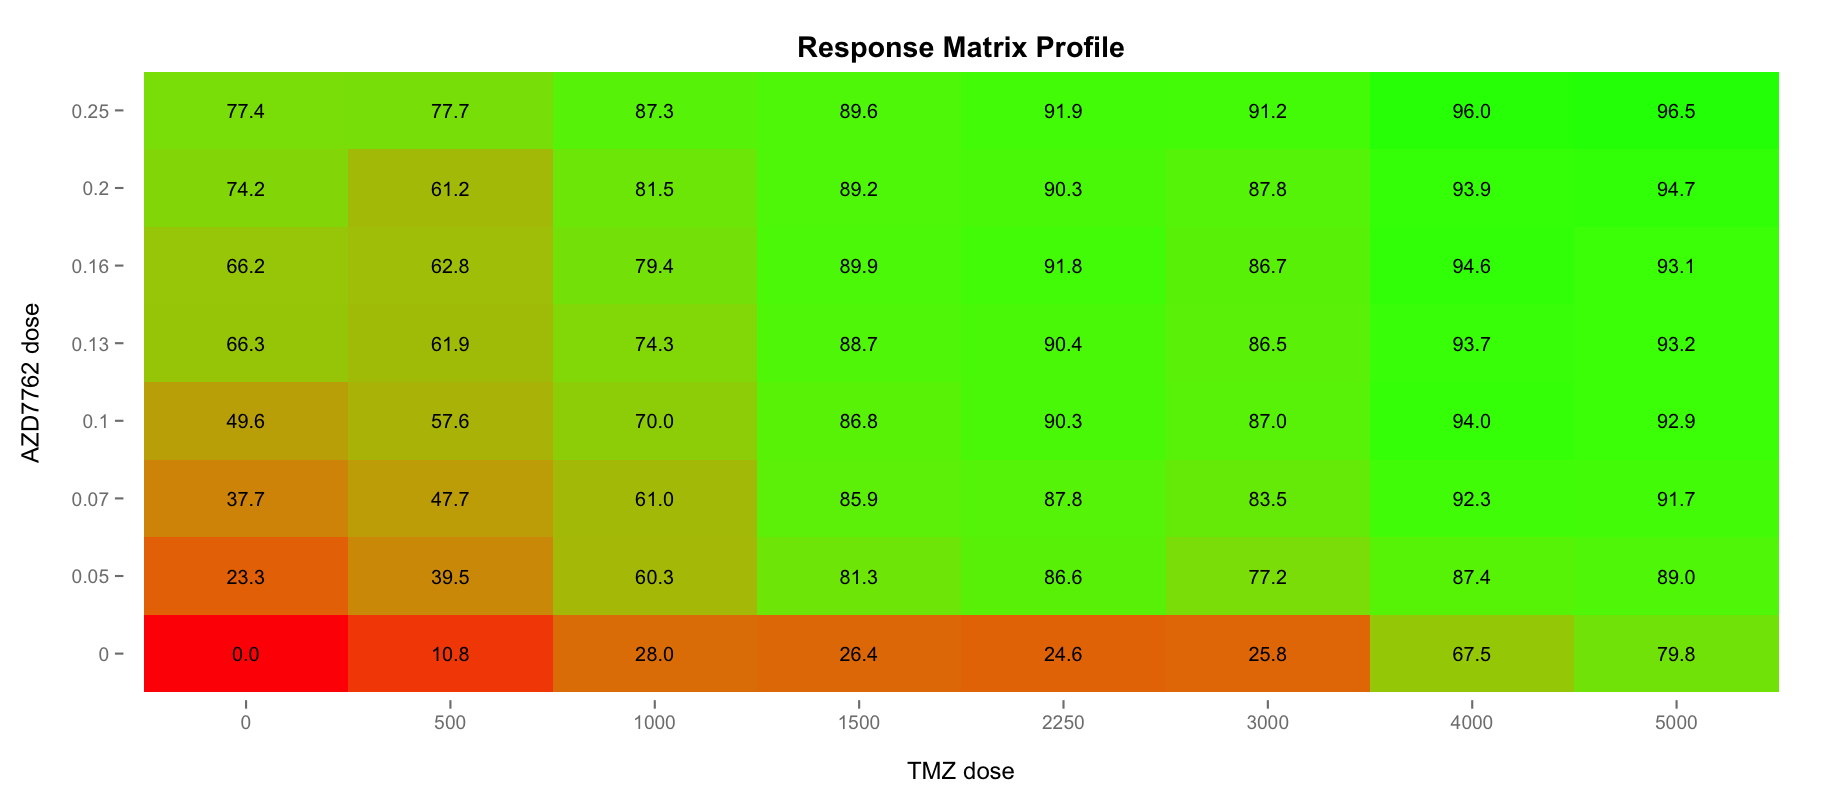 Response Matrix Profile
0.25 77.4 77.7 87.3 89.6 91.9 91.2 96.0 96.5
0.2 74.2 61.2 81.5 89.2 90.3 87.8 93.9 94.7
0.16 66.2 62.8 79.4 89.9 91.8 86.7 94.6 93.1
0.13 66.3 61.9 74.3 88.7 90.4 86.5 93.7 93.2
0.1 49.6 57.6 70.0 86.8 90.3 87.0 94.0 92.9
0.07 37.7 47.7 61.0 85.9 87.8 83.5 92.3 91.7
0.05 23.3 39.5 60.3 81.3 86.6 77.2 87.4 89.0
0 0.0 10.8 28.0 26.4 24.6 25.8 67.5 79.8
0 500 1000 1500 2250 3000 4000 5000
TMZ dose
AZD7762 dose